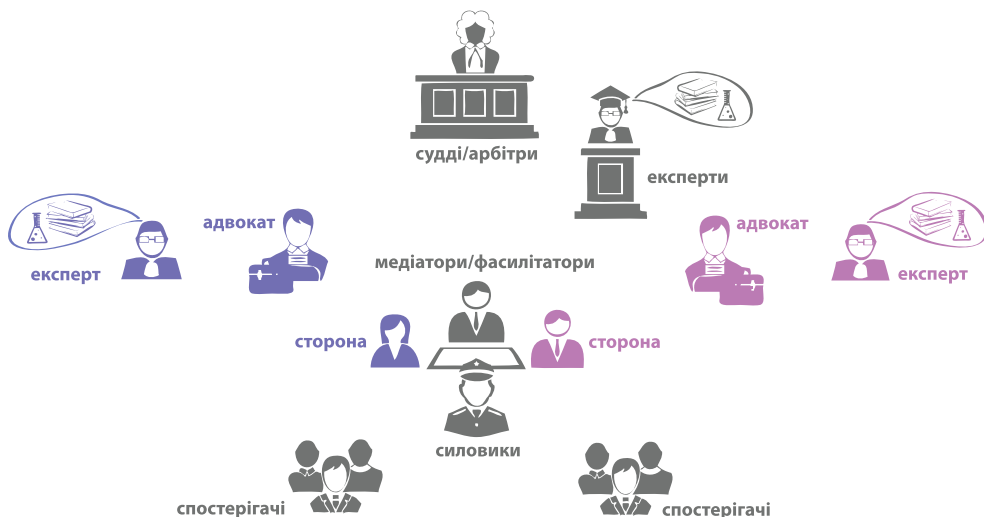 судді/арбітри
експерти
адвокат
адвокат
експерт
медіатори/фасилітатори
експерт
сторона
сторона
силовики
спостерігачі
спостерігачі